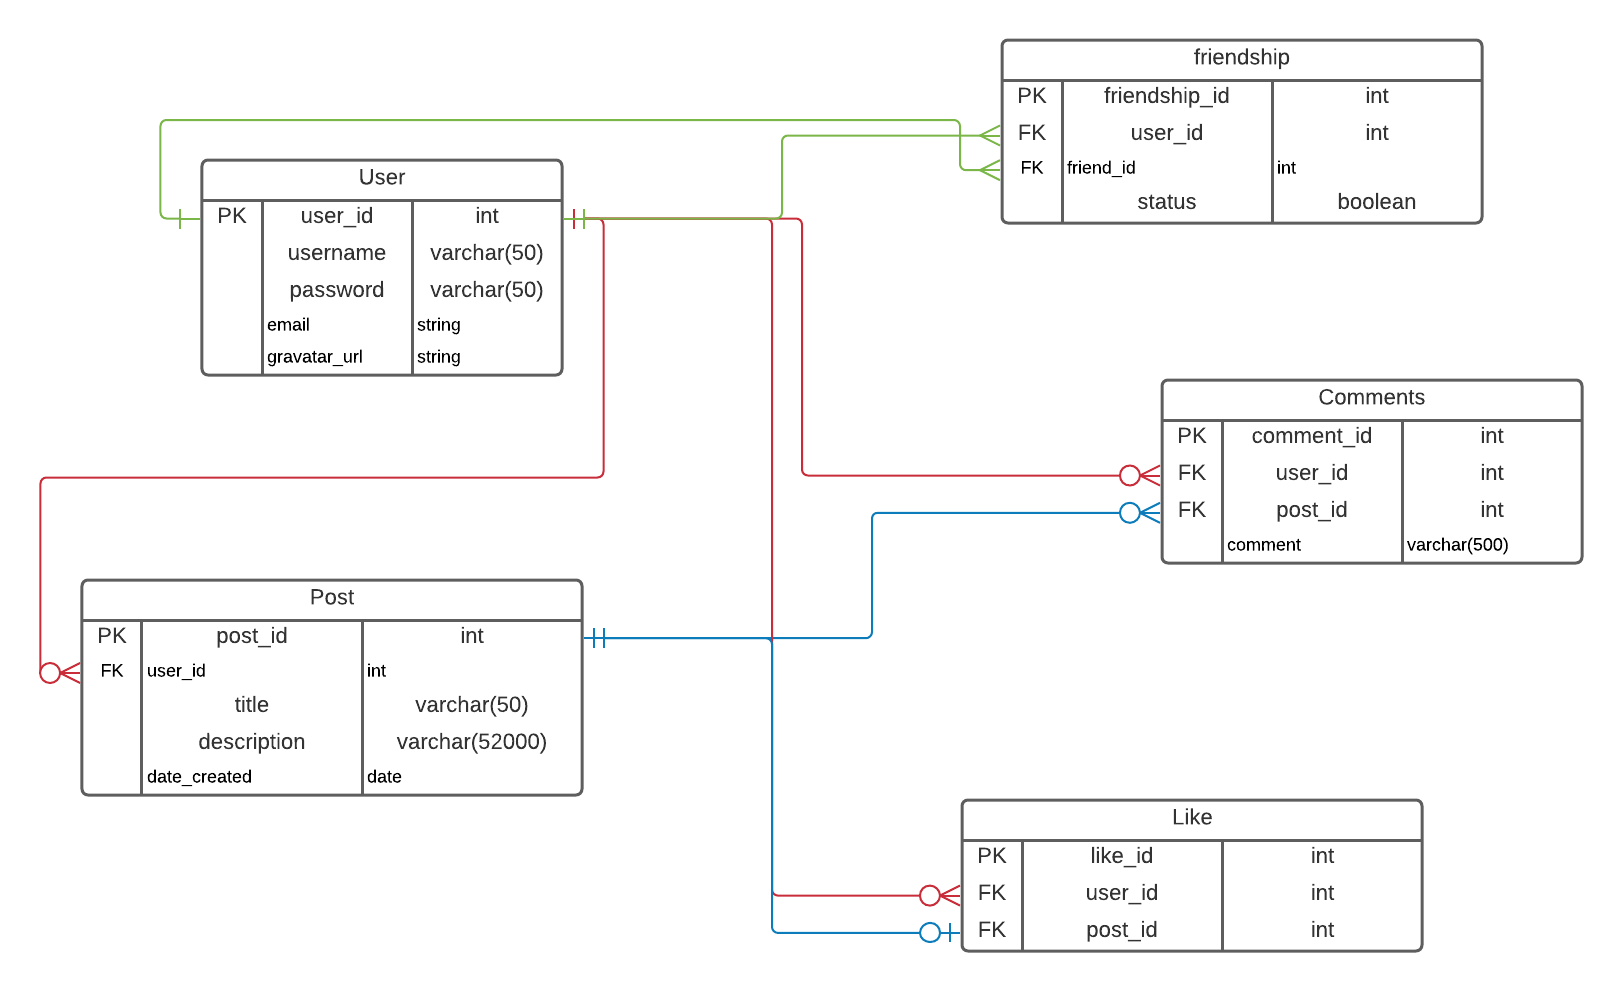 friendship
PK friendship_id int
FK user_id int
FK friend_id int
status boolean
User
PK user_id int
username varchar(50)
password varchar(50)
email string
gravatar_url string
Comments
PK comment_id int
FK user_id int
FK post_id int
comment varchar(500)
Post
PK post_id int
FK user_id int
title varchar(50)
description varchar(52000)
date_created date
Like
PK like_id int
FK user_id int
FK post_id int